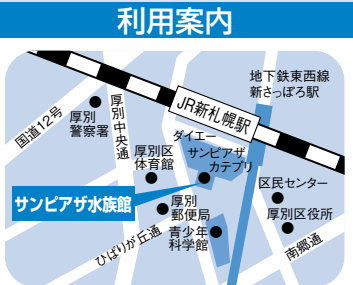 利用案内
地下鉄東西線
新さっぽろ駅
JR新札幌駅
国道12号
厚別
警察署
厚別中央通
ダイエー
サンピアザ
カテプリ
厚別区
体育館
サンピアザ水族館
区民センター
厚別
郵便局
厚別区役所
ひばりが丘通
青少年
科学館
南郷通